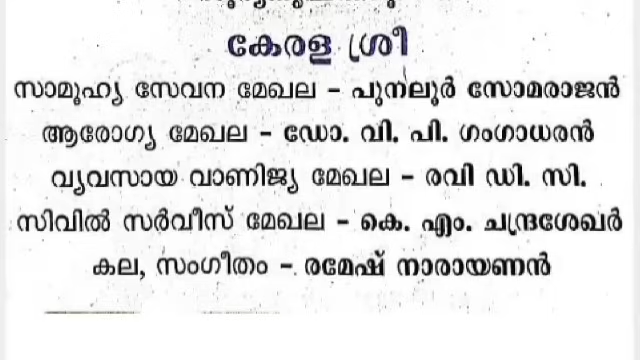 കേരള ശ്രീ
സാമൂഹ്യ സേവന മേഖല - പുനലൂർ സോമരാജൻ
ആരോഗ്യ മേഖല - ഡോ. വി. പി. ഗംഗാധരൻ
വ്യവസായ വാണിജ്യ മേഖല - രവി ഡി. സി.
സിവിൽ സർവീസ് മേഖല - കെ. എം. ചന്ദ്രശേഖർ
കല, സംഗീതം - രമേഷ് നാരായണൻ